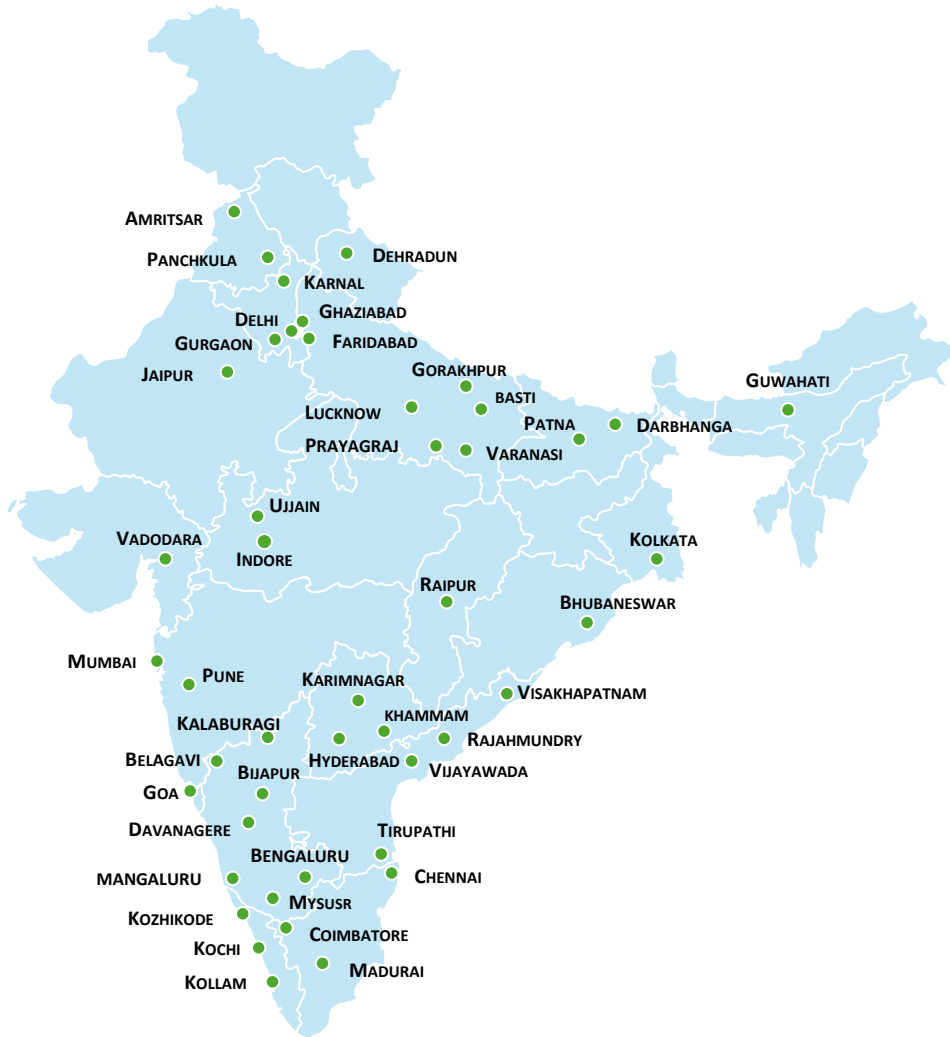 AMRITSAR
PANCHKULA
DEHRADUN
KARNAL
GHAZIABAD
DELHI
GURGAON
FARIDABAD
JAIPUR
GORAKHPUR
GUWAHATI
LUCKNOW
BASTI
PATNA
DARBHANGA
PRAYAGRAJ
VARANASI
UJJAIN
VADODARA
INDORE
KOLKATA
RAIPUR
BHUBANESWAR
MUMBAI
PUNE
KARIMNAGAR
VISAKHAPATNAM
KALABURAGI
KHAMMAM
RAJAHMUNDRY
BELAGAVI
HYDERABAD
BIJAPUR
VIJAYAWADA
GOA
DAVANAGERE
TIRUPATHI
BENGALURU
MANGALURU
CHENNAI
MYSUSR
KOZHIKODE
COIMBATORE
KOCHI
MADURAI
KOLLAM